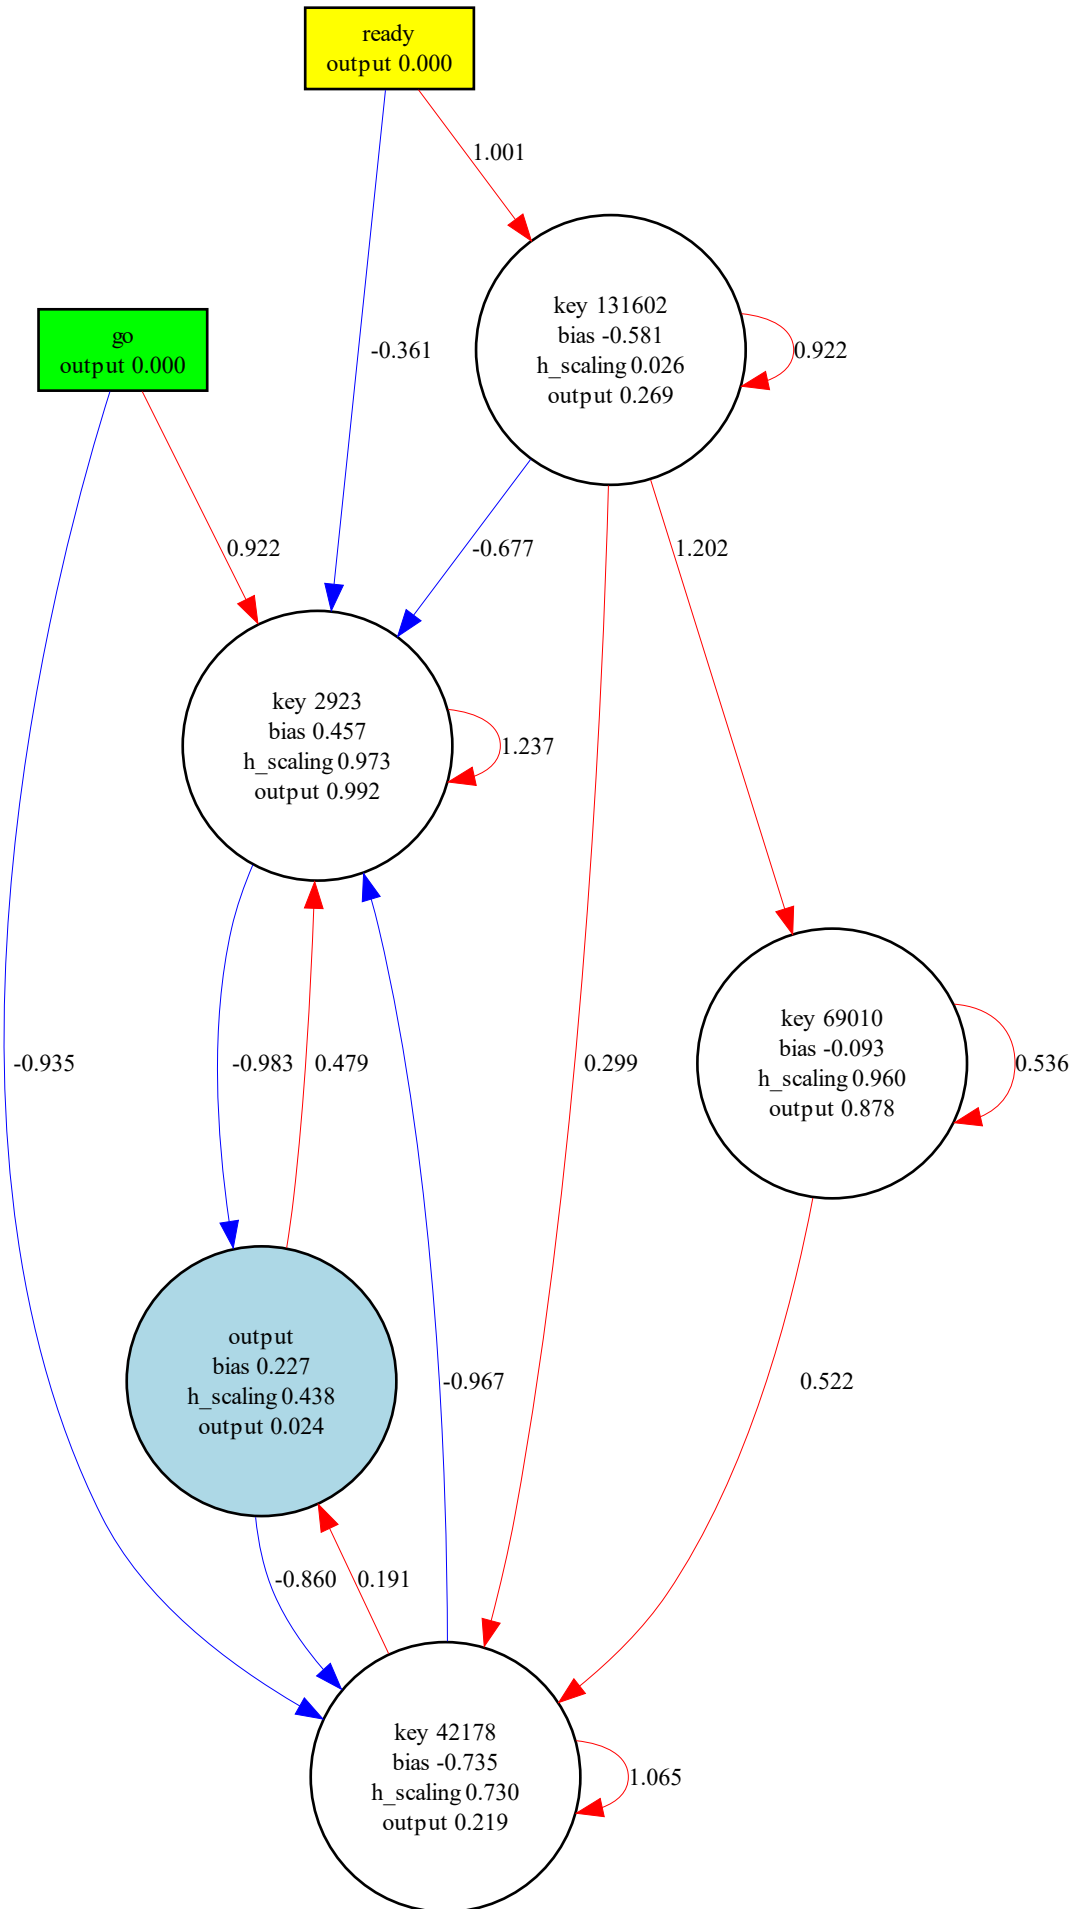 ready
output 0.000
1.001
key 131602
bias -0.581
h_scaling 0.026
output 0.269
0.922
go
output 0.000
-0.361
0.922
-0.677
1.202
key 2923
bias 0.457
h_scaling 0.973
output 0.992
1.237
key 69010
bias -0.093
h_scaling 0.960
output 0.878
0.536
-0.935
-0.983
0.479
0.299
output
bias 0.227
h_scaling 0.438
output 0.024
-0.967
0.522
-0.860
0.191
key 42178
bias -0.735
h_scaling 0.730
output 0.219
1.065